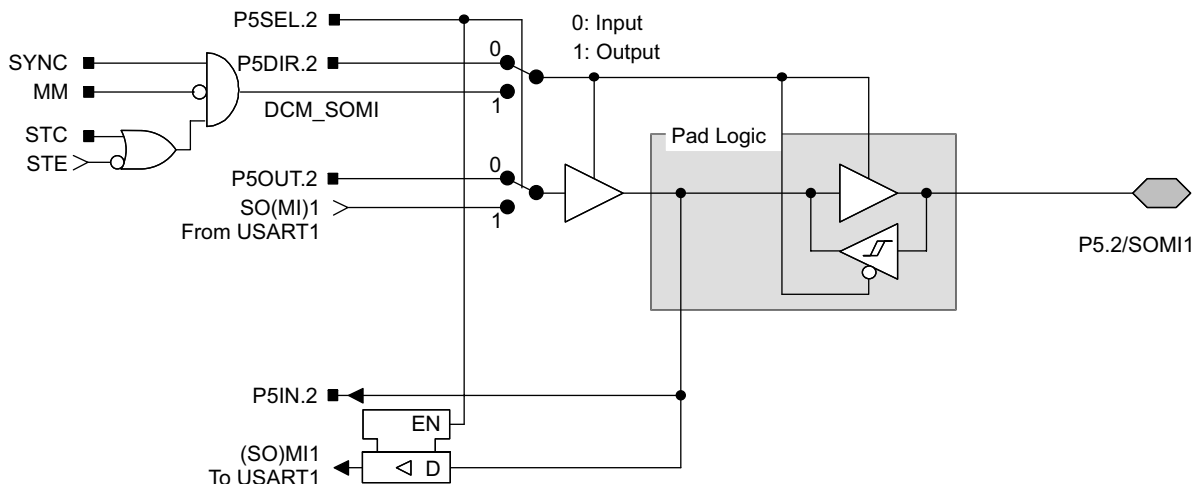 P5SEL.2
0: Input
1: Output
SYNC
P5DIR.2
0
MM
1
DCM_SOMI
STC
STE
Pad Logic
P5OUT.2
0
SO(MI)1
1
From USART1
P5.2/SOMI1
P5IN.2
EN
(SO)MI1
D
To USART1